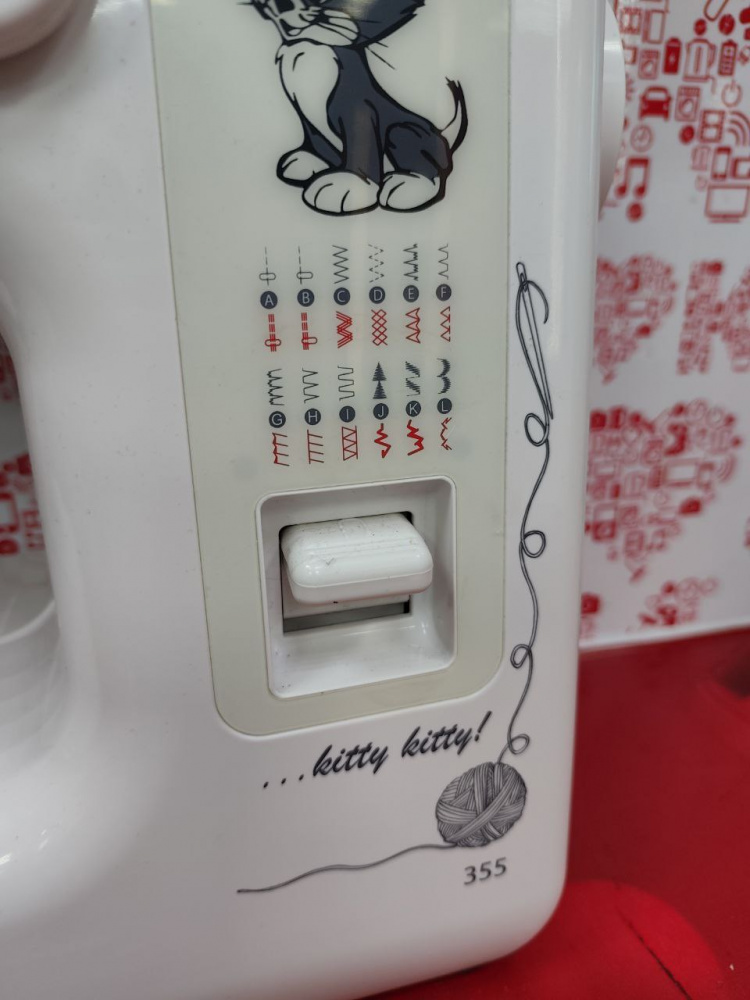 A B C D E F
G H I J K L
...kitty kitty!
355